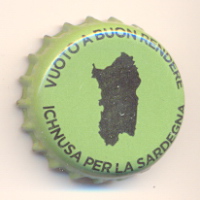 VUOTO A BUON RENDERE
ICHNUSA PER LA SARDEGNA